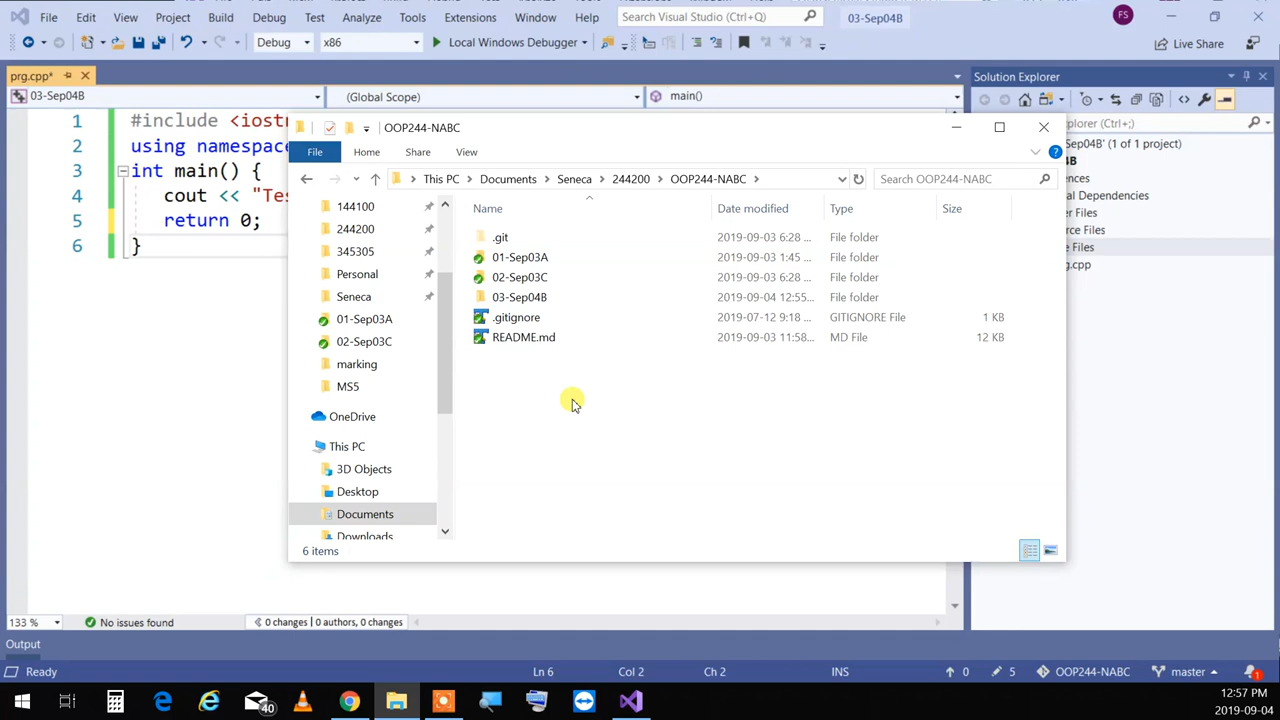 File Edit View Project Build Debug Test Analyze Tools Extensions Window Help Search Visual Studio (Ctrl+Q) 03-Sep04B FS
Debug x86 Local Windows Debugger Live Share
prg.cpp*
Solution Explorer
03-Sep04B (Global Scope) main()
1 #include <iostr
2 using namespace
3 int main() {
4 cout << "Tes
5 return 0;
6 }
OOP244-NABC
File Home Share View
This PC > Documents > Seneca > 244200 > OOP244-NABC > Search OOP244-NABC
Name Date modified Type Size
144100
244200
345305
Personal
Seneca
01-Sep03A
02-Sep03C
marking
MS5
OneDrive
This PC
3D Objects
Desktop
Documents
Downloads
.git 2019-09-03 6:28 ... File folder
01-Sep03A 2019-09-03 1:45 ... File folder
02-Sep03C 2019-09-03 6:28 ... File folder
03-Sep04B 2019-09-04 12:55... File folder
.gitignore 2019-07-12 9:18 ... GITIGNORE File 1 KB
README.md 2019-09-03 11:58... MD File 12 KB
6 items
plorer (Ctrl+;)
Sep04B' (1 of 1 project)
4B
ences
nal Dependencies
er Files
rce Files
e Files
g.cpp
133 % No issues found 0 changes | 0 authors, 0 changes
Output
Ready Ln 6 Col 2 Ch 2 INS 0 5 OOP244-NABC master 1
40
12:57 PM
2019-09-04